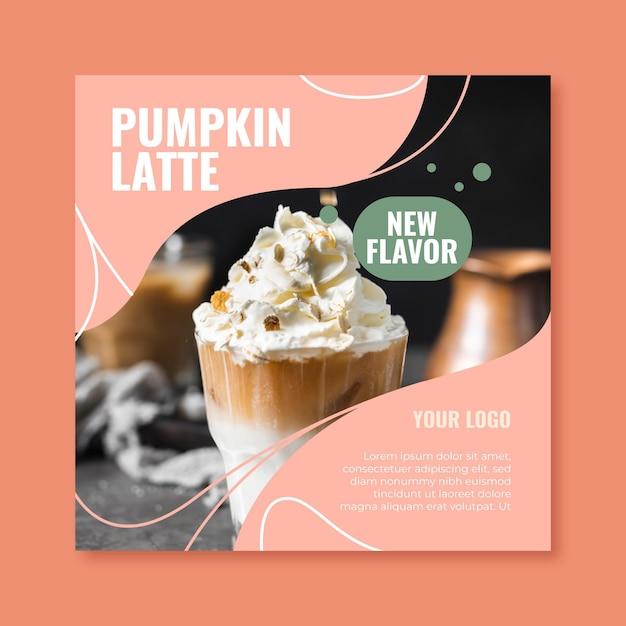 PUMPKIN
LATTE
NEW
FLAVOR
YOUR LOGO
Lorem ipsum dolor sit amet,
consectetuer adipiscing elit,
sed diam nonummy nibh
euismod tincidunt ut laoreet dolore
magna aliquam erat volutpat. Ut